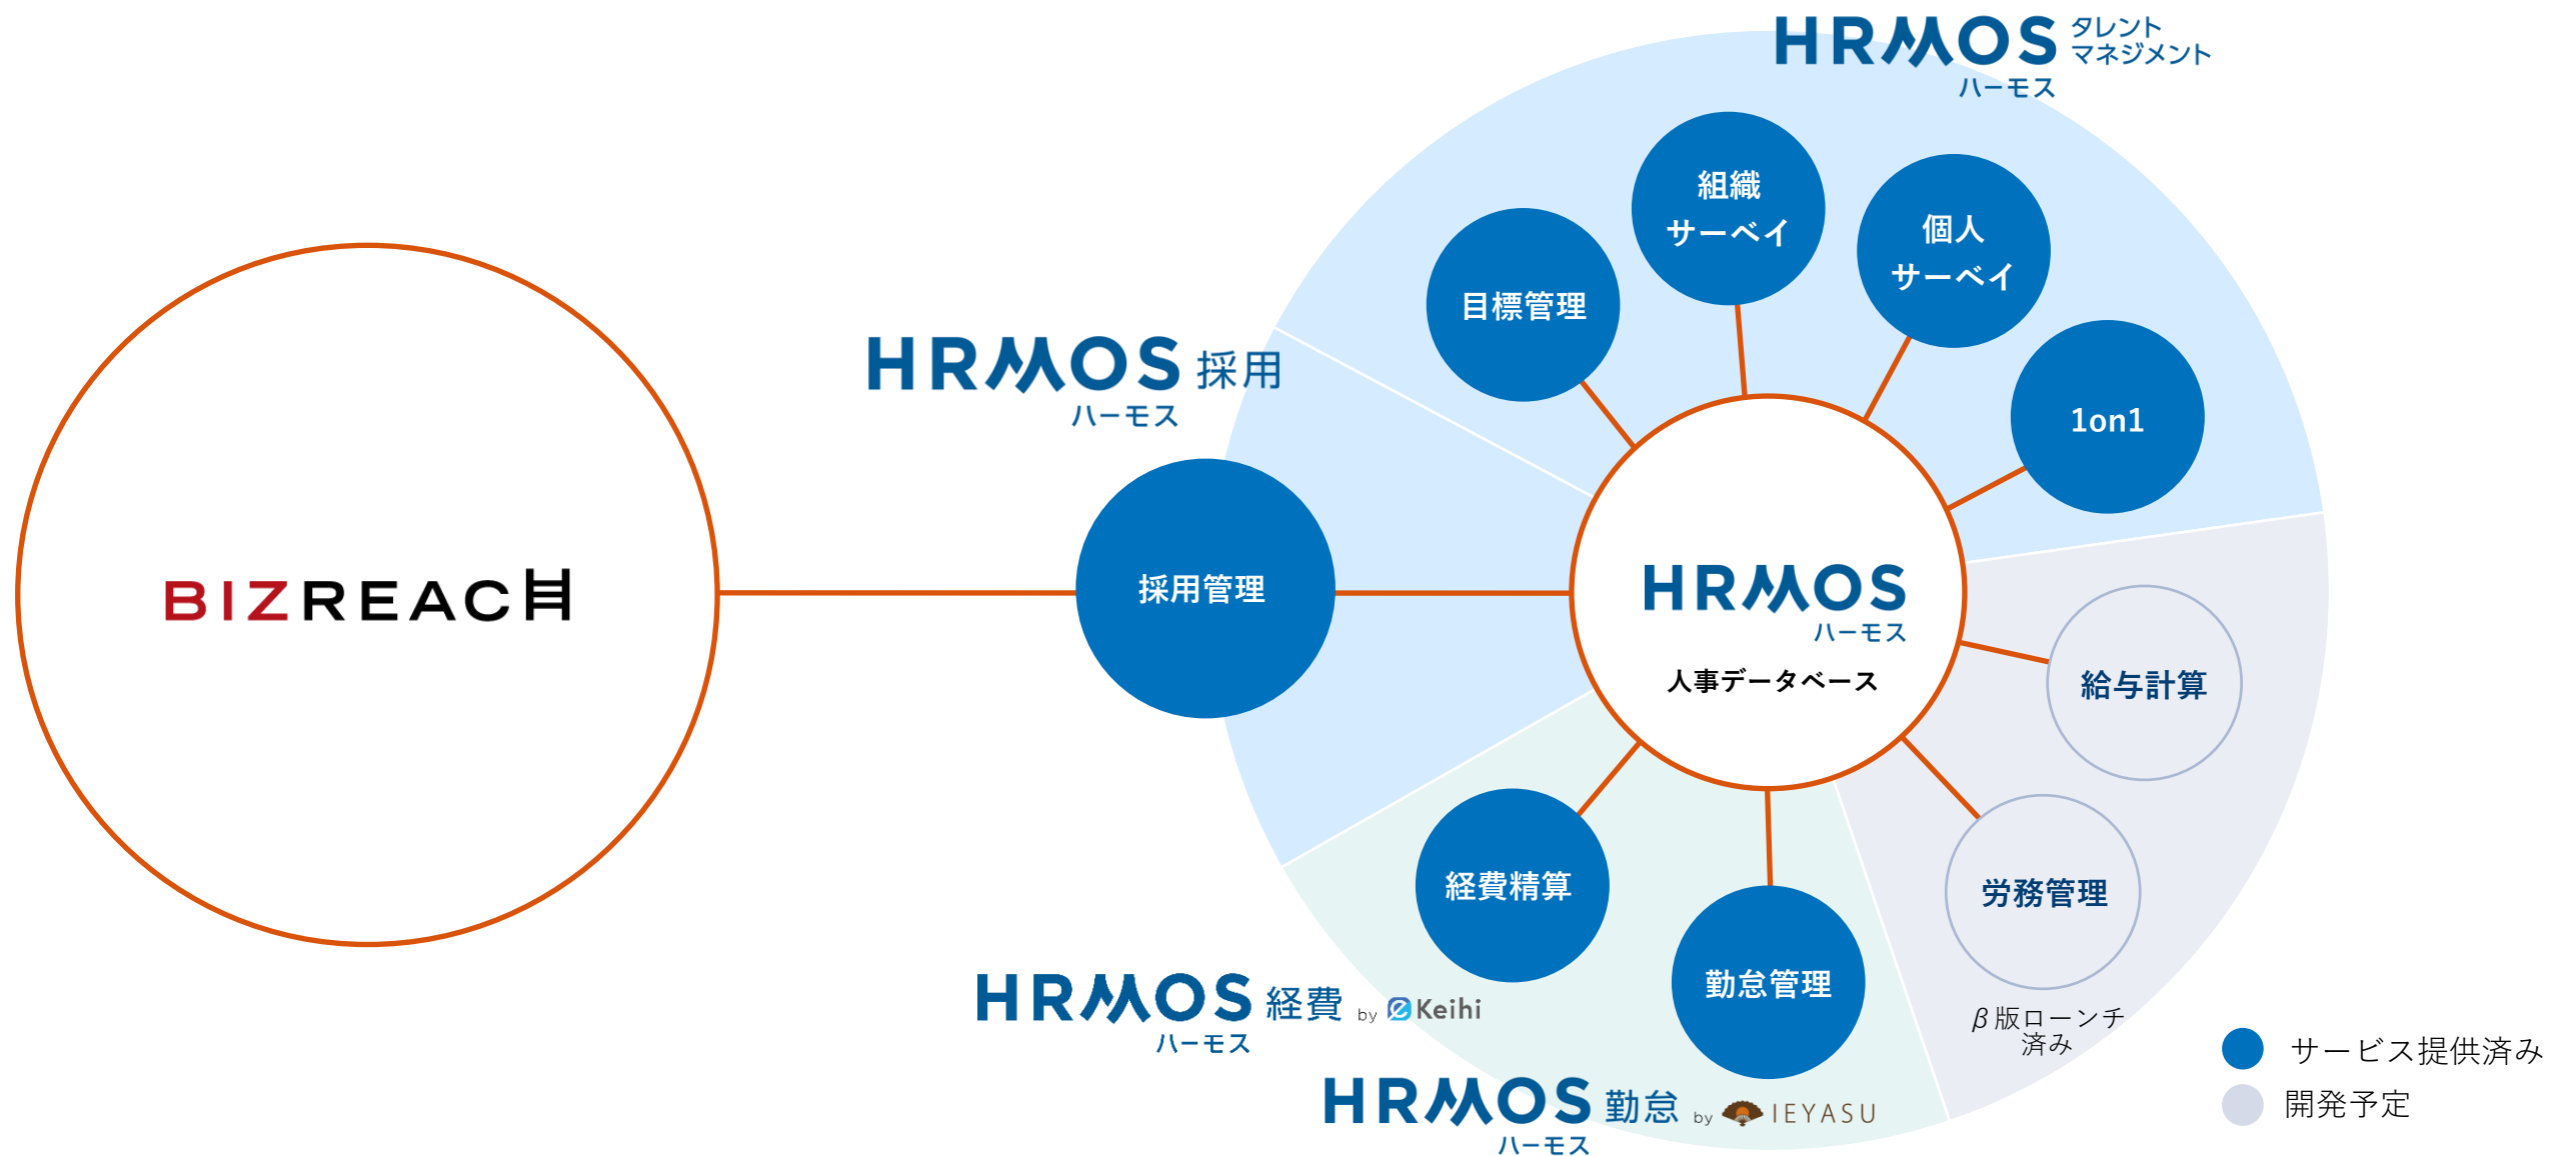 HRMOS タレント
マネジメント
ハーモス
組織
サーベイ
個人
サーベイ
目標管理
1on1
HRMOS 採用
ハーモス
BIZREACH
採用管理
HRMOS
ハーモス
人事データベース
給与計算
労務管理
β版ローンチ
済み
経費精算
勤怠管理
HRMOS 経費 by eKeihi
ハーモス
HRMOS 勤怠 by IEYASU
ハーモス
サービス提供済み
開発予定